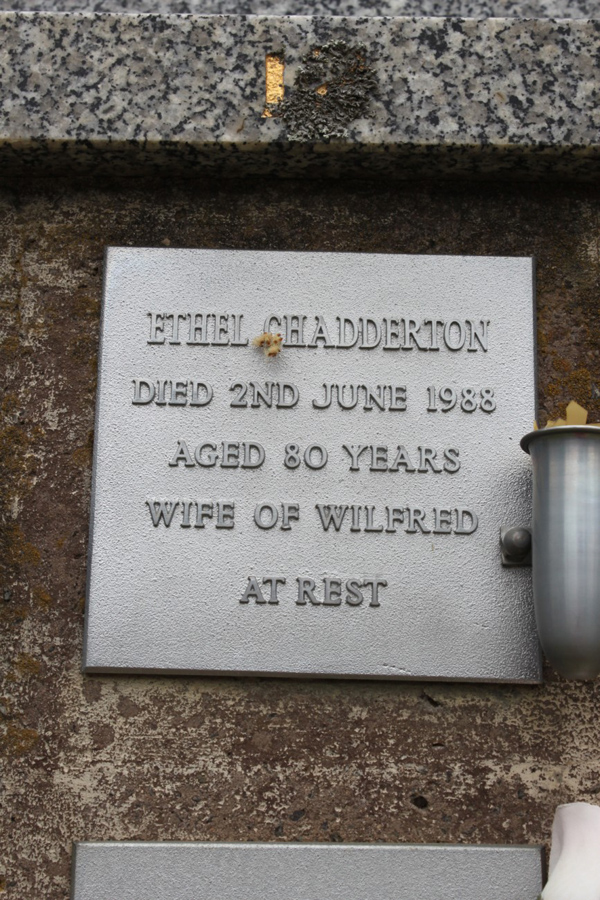 ETHEL CHADDERTON
DIED 2ND JUNE 1988
AGED 80 YEARS
WIFE OF WILFRED
AT REST